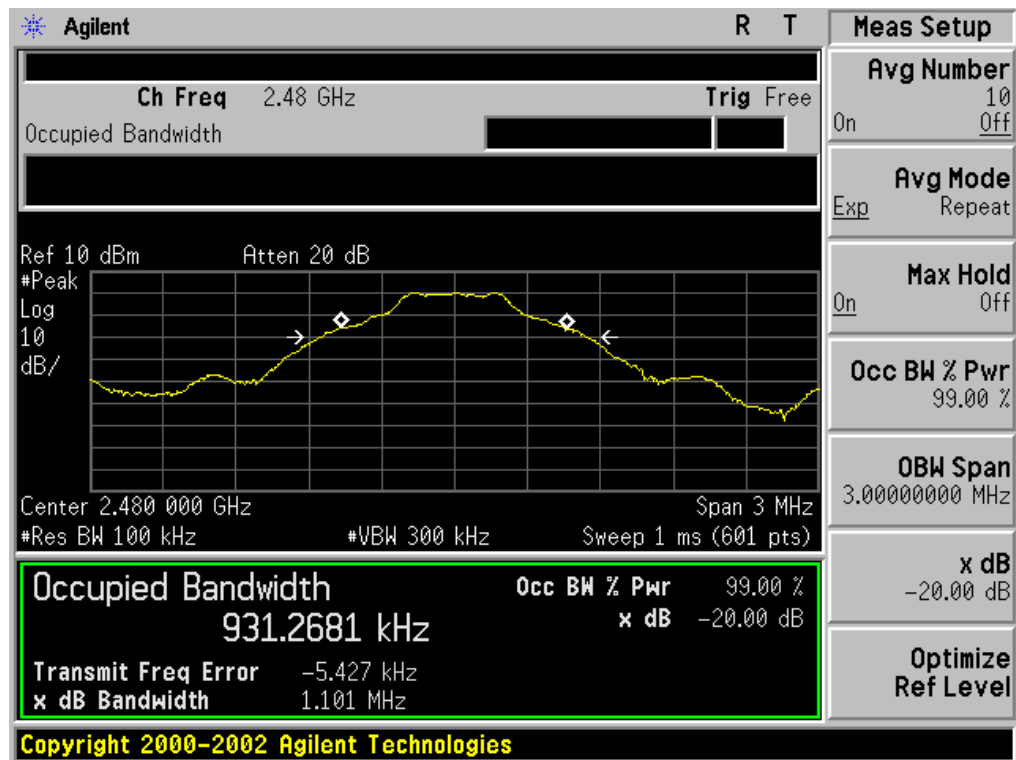 Agilent R T Meas Setup
Ch Freq 2.48 GHz Trig Free
Occupied Bandwidth
Ref 10 dBm Atten 20 dB
#Peak
Log
10
dB/
Center 2.480 000 GHz Span 3 MHz
#Res BW 100 kHz #VBW 300 kHz Sweep 1 ms (601 pts)
Occupied Bandwidth Occ BW % Pwr 99.00 %
931.2681 kHz x dB -20.00 dB
Transmit Freq Error -5.427 kHz
x dB Bandwidth 1.101 MHz
Avg Number
10
On Off
Avg Mode
Exp Repeat
Max Hold
On Off
Occ BW % Pwr
99.00 %
OBW Span
3.00000000 MHz
x dB
-20.00 dB
Optimize
Ref Level
Copyright 2000-2002 Agilent Technologies